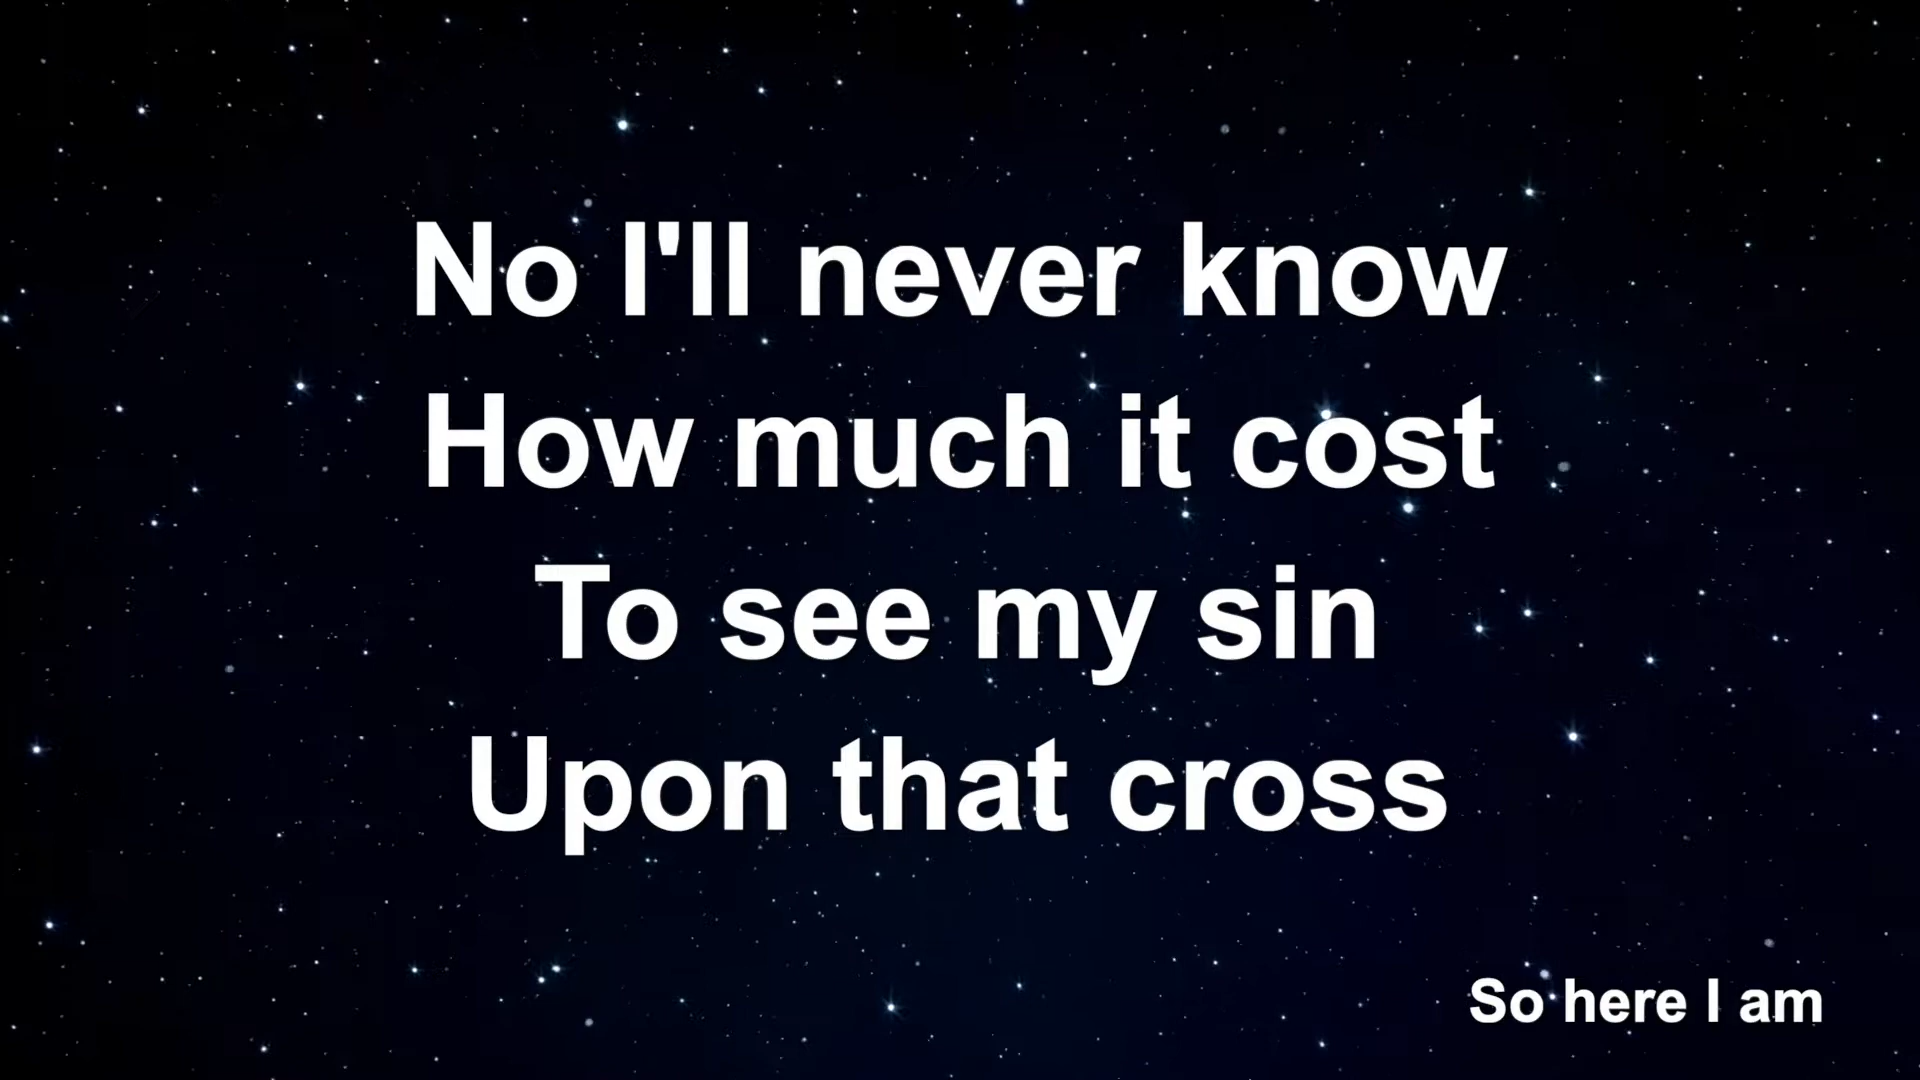 No I'll never know
How much it cost
To see my sin
Upon that cross
So here I am